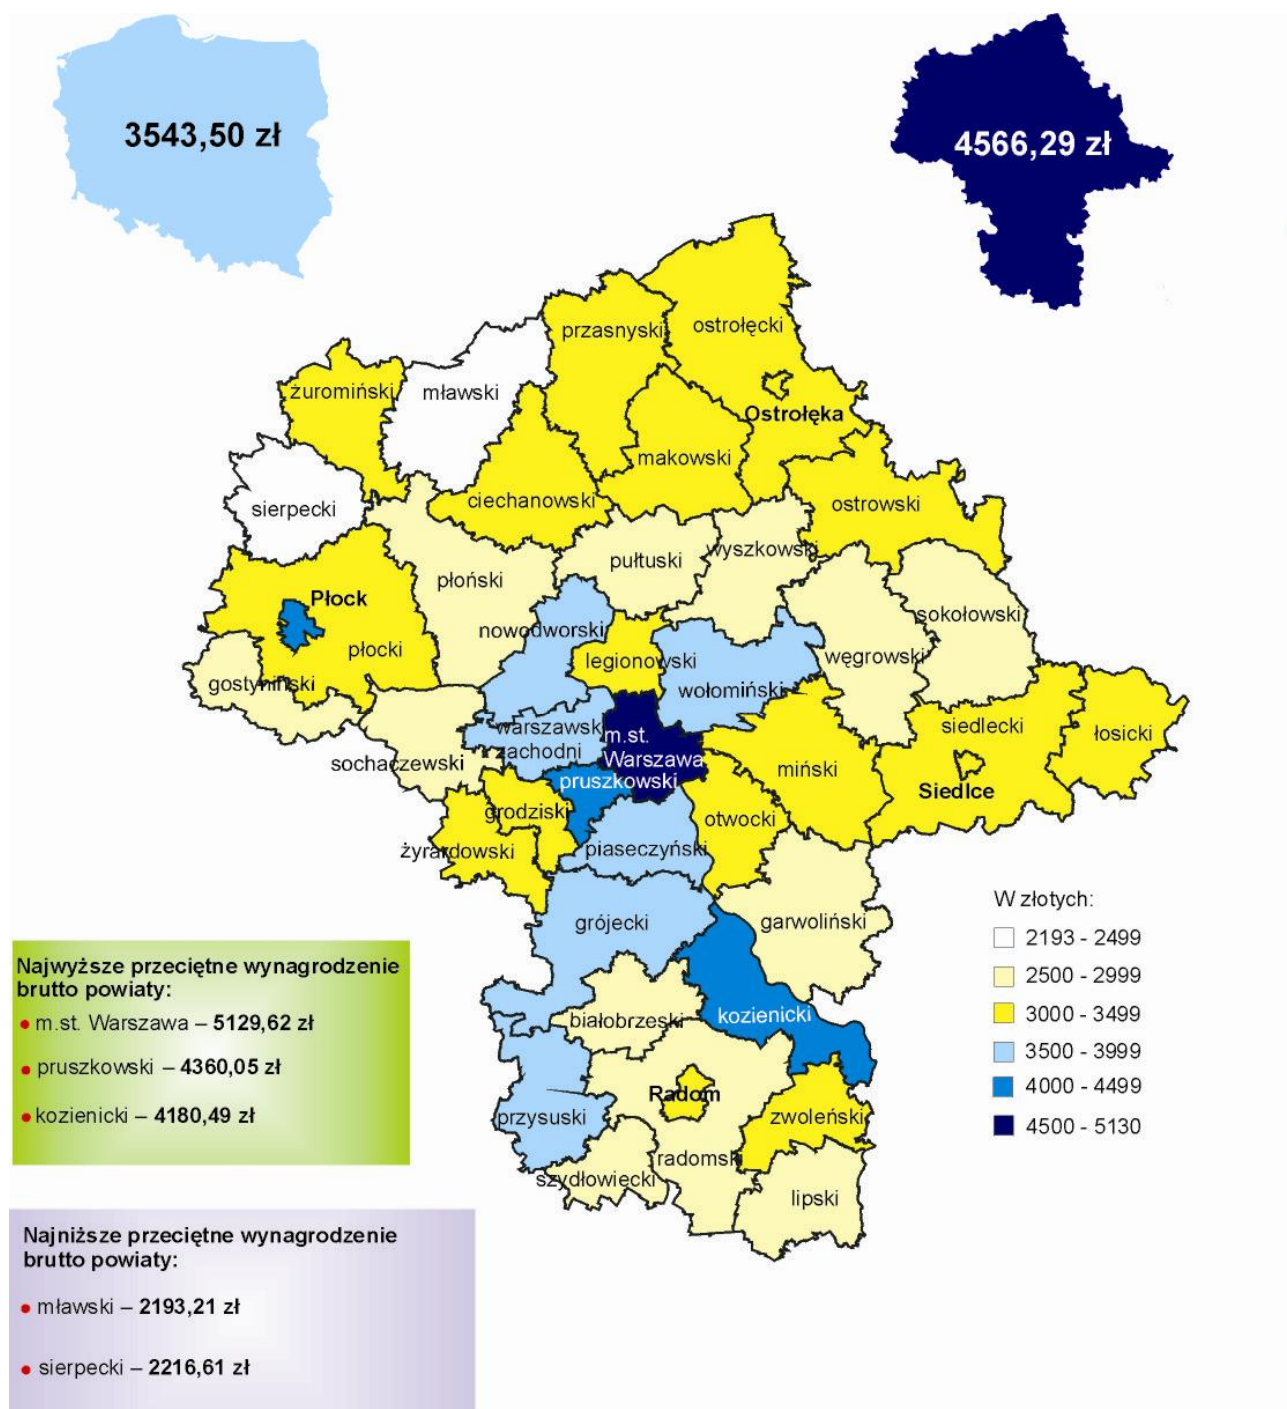 3543,50 zł
4566,29 zł
przasnyski
ostrołęcki
żuromiński
mławski
Ostrołęka
makowski
ciechanowski
ostrowski
sierpecki
wyszkowski
pułtuski
płoński
Płock
sokołowski
nowodworski
płocki
legionowski
węgrowski
gostyniński
wołomiński
siedlecki
łosicki
warszawski
zachodni
m.st.
Warszawa
sochaczewski
miński
pruszkowski
Siedlce
grodziski
otwocki
żyrardowski
piaseczyński
grójecki
garwoliński
białobrzeski
kozienicki
Radom
przysuski
zwoleński
radomski
szydłowiecki
lipski
W złotych:
2193 - 2499
2500 - 2999
3000 - 3499
3500 - 3999
4000 - 4499
4500 - 5130
Najwyższe przeciętne wynagrodzenie
brutto powiaty:
• m.st. Warszawa – 5129,62 zł
• pruszkowski – 4360,05 zł
• kozienicki – 4180,49 zł
Najniższe przeciętne wynagrodzenie
brutto powiaty:
• mławski – 2193,21 zł
• sierpecki – 2216,61 zł